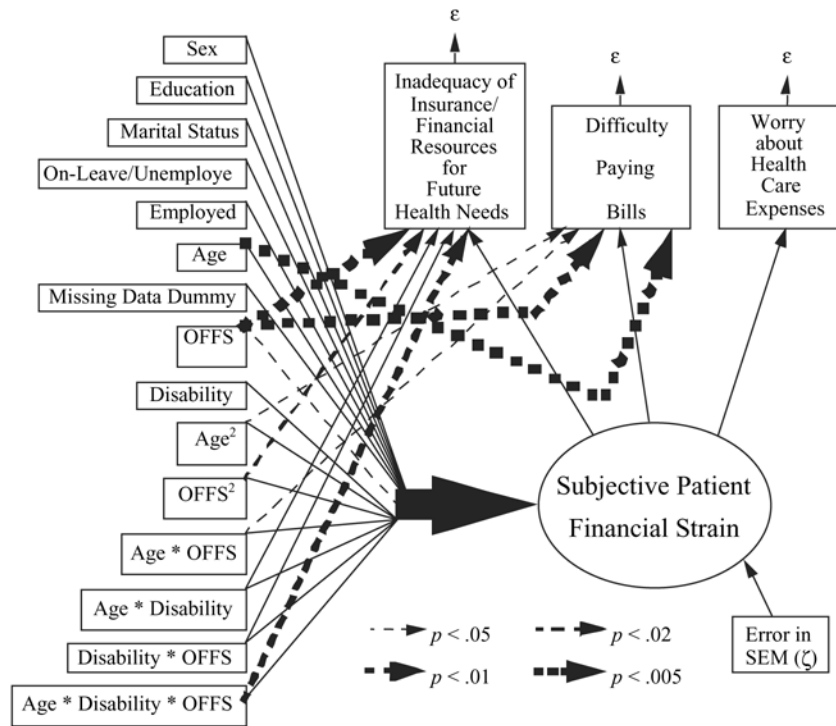 Sex
Education
Marital Status
On-Leave/Unemploye
Employed
Age
Missing Data Dummy
OFFS
Disability
Age²
OFFS²
Age * OFFS
Age * Disability
Disability * OFFS
Age * Disability * OFFS
ε
Inadequacy of
Insurance/
Financial
Resources
for
Future
Health Needs
ε
Difficulty
Paying
Bills
ε
Worry
about
Health
Care
Expenses
Subjective Patient
Financial Strain
Error in
SEM (ζ)
p < .05
p < .02
p < .01
p < .005